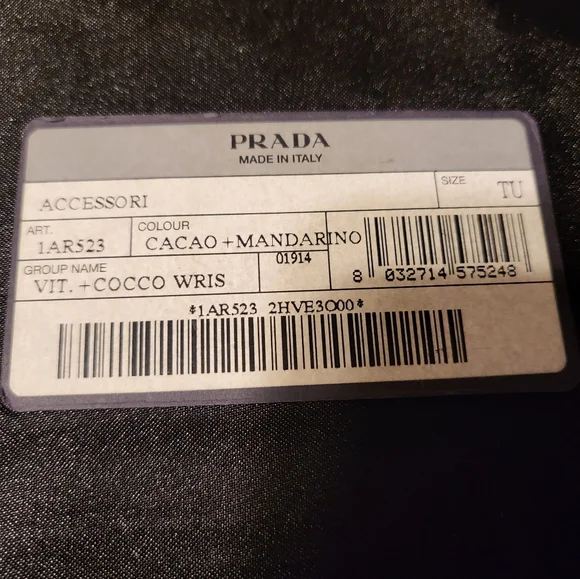 PRADA
MADE IN ITALY
ACCESSORI
SIZE
TU
ART.
1AR523
COLOUR
CACAO+MANDARINO
01914
GROUP NAME
VIT.+COCCO WRIS
8 032714 575248
*1AR523 2HVE3O00*